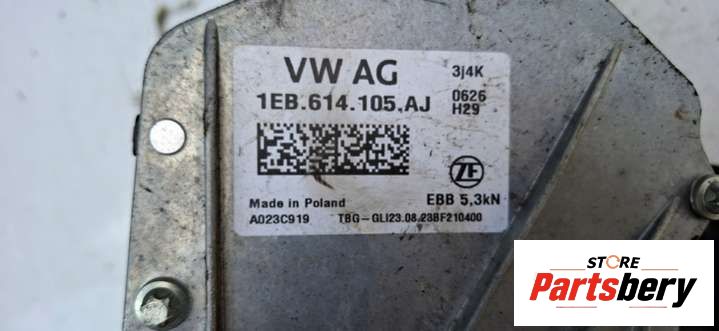 VW AG 3J4K
1EB.614.105.AJ 0626
H29
ZF
Made in Poland EBB 5,3kN
A023C919 TBG-GLI23.08.23BF210400
STORE
Partsbery